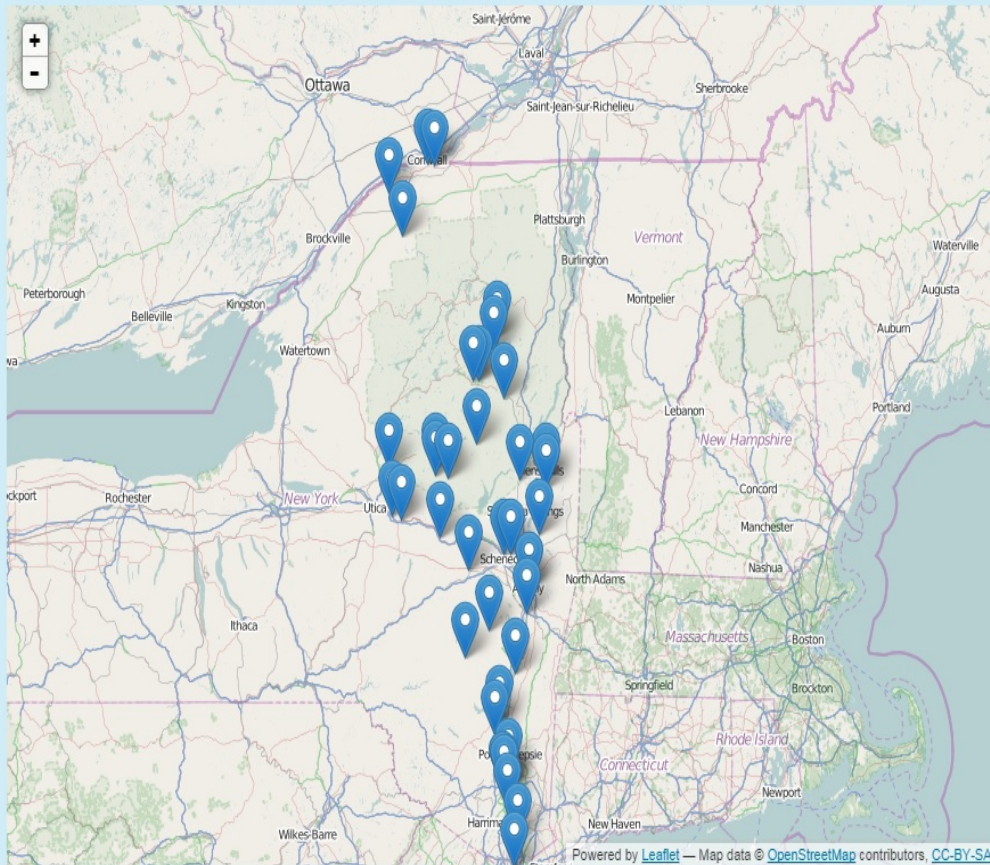 +
-
Saint-Jérôme
Laval
Ottawa
Sherbrooke
Saint-Jean-sur-Richelieu
Brockville
Plattsburgh
Vermont
Waterville
Burlington
Peterborough
Kingston
Montpelier
Augusta
Belleville
Auburn
Watertown
Portland
Lebanon
New Hampshire
Rochester
New York
Concord
Utica
Manchester
Nashua
North Adams
Ithaca
Massachusetts
Boston
Springfield
Brockton
Rhode Island
Connecticut
Newport
New Haven
Wilkes-Barre
Powered by Leaflet — Map data © OpenStreetMap contributors, CC-BY-SA